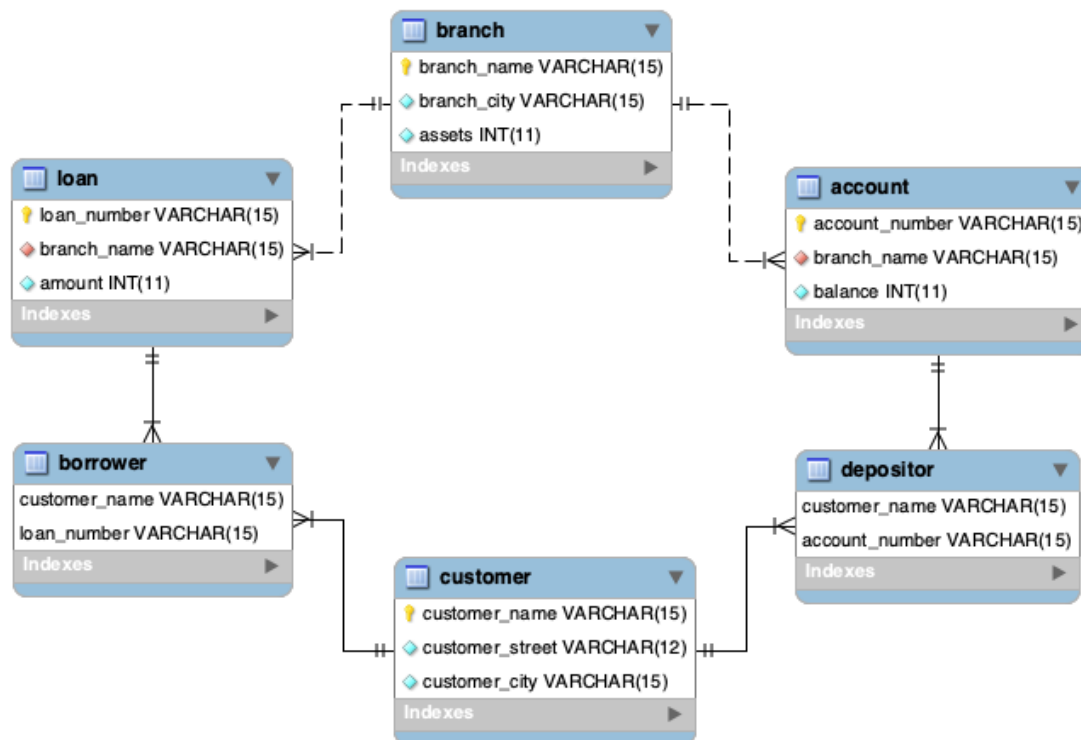 branch
branch_name VARCHAR(15)
branch_city VARCHAR(15)
assets INT(11)
Indexes
loan
loan_number VARCHAR(15)
branch_name VARCHAR(15)
amount INT(11)
Indexes
account
account_number VARCHAR(15)
branch_name VARCHAR(15)
balance INT(11)
Indexes
borrower
customer_name VARCHAR(15)
loan_number VARCHAR(15)
Indexes
depositor
customer_name VARCHAR(15)
account_number VARCHAR(15)
Indexes
customer
customer_name VARCHAR(15)
customer_street VARCHAR(12)
customer_city VARCHAR(15)
Indexes